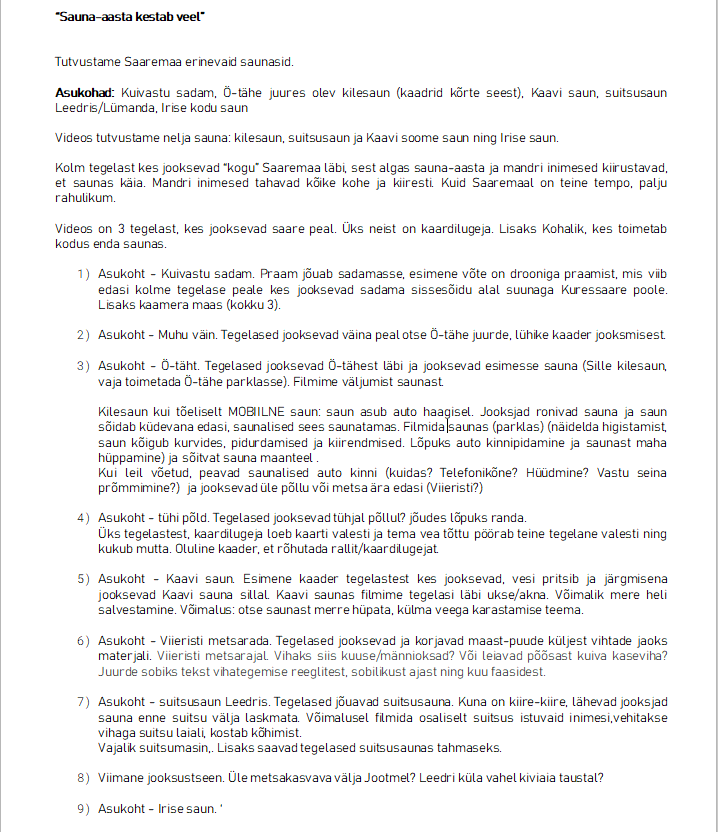 "Sauna-aasta kestab veel"
Tutvustame Saaremaa erinevaid saunasid.
Asukohad: Kuivastu sadam, Ö-tähe juures olev kilesaun (kaadrid kõrte seest), Kaavi saun, suitsusaun
Leedris/Lümanda, Irise kodu saun
Videos tutvustame nelja sauna: kilesaun, suitsusaun ja Kaavi soome saun ning Irise saun.
Kolm tegelast kes jooksevad "kogu" Saaremaa läbi, sest algas sauna-aasta ja mandri inimesed kiirustavad,
et saunas käia. Mandri inimesed tahavad kõike kohe ja kiiresti. Kuid Saaremaal on teine tempo, palju
rahulikum.
Videos on 3 tegelast, kes jooksevad saare peal. Üks neist on kaardilugeja. Lisaks Kohalik, kes toimetab
kodus enda saunas.
1) Asukoht - Kuivastu sadam. Praam jõuab sadamasse, esimene võte on drooniga praamist, mis viib
edasi kolme tegelase peale kes jooksevad sadama sissesõidu alal suunaga Kuressaare poole.
Lisaks kaamera maas (kokku 3).
2) Asukoht - Muhu väin. Tegelased jooksevad väina peal otse Ö-tähe juurde, lühike kaader jooksmisest.
3) Asukoht - Ö-täht. Tegelased jooksevad Ö-tähest läbi ja jooksevad esimesse sauna (Sille kilesaun,
vaja toimetada Ö-tähe parklasse). Filmime väljumist saunast.
Kilesaun kui tõeliselt MOBIILNE saun: saun asub auto haagisel. Jooksjad ronivad sauna ja saun
sõidab küdevana edasi, saunalised sees saunatamas. Filmida saunas (parklas) (näidelda higistamist,
saun kõigub kurvides, pidurdamised ja kiirendmised. Lõpuks auto kinnipidamine ja saunast maha
hüppamine) ja sõitvat sauna maanteel .
Kui leil võetud, peavad saunalised auto kinni (kuidas? Telefonikõne? Hüüdmine? Vastu seina
prõmmimine?) ja jooksevad üle põllu või metsa ära edasi (Viieristi?)
4) Asukoht - tühi põld. Tegelased jooksevad tühjal põllul? jõudes lõpuks randa.
Üks tegelastest, kaardilugeja loeb kaarti valesti ja tema vea tõttu pöörab teine tegelane valesti ning
kukub mutta. Oluline kaader, et rõhutada rallit/kaardilugejat.
5) Asukoht - Kaavi saun. Esimene kaader tegelastest kes jooksevad, vesi pritsib ja järgmisena
jooksevad Kaavi sauna sillal. Kaavi saunas filmime tegelasi läbi ukse/akna. Võimalik mere heli
salvestamine. Võimalus: otse saunast merre hüpata, külma veega karastamise teema.
6) Asukoht - Viieristi metsarada. Tegelased jooksevad ja korjavad maast-puude küljest vihtade jaoks
materjali. Viieristi metsarajal. Vihaks siis kuuse/männioksad? Või leiavad põõsast kuiva kaseviha?
Juurde sobiks tekst vihategemise reeglitest, sobilikust ajast ning kuu faasidest.
7) Asukoht - suitsusaun Leedris. Tegelased jõuavad suitsusauna. Kuna on kiire-kiire, lähevad jooksjad
sauna enne suitsu välja laskmata. Võimalusel filmida osaliselt suitsus istuvaid inimesi,vehitakse
vihaga suitsu laiali, kostab kõhimist.
Vajalik suitsumasin,. Lisaks saavad tegelased suitsusaunas tahmaseks.
8) Viimane jooksustseen. Üle metsakasvava välja Jootmel? Leedri küla vahel kiviaia taustal?
9) Asukoht - Irise saun. '